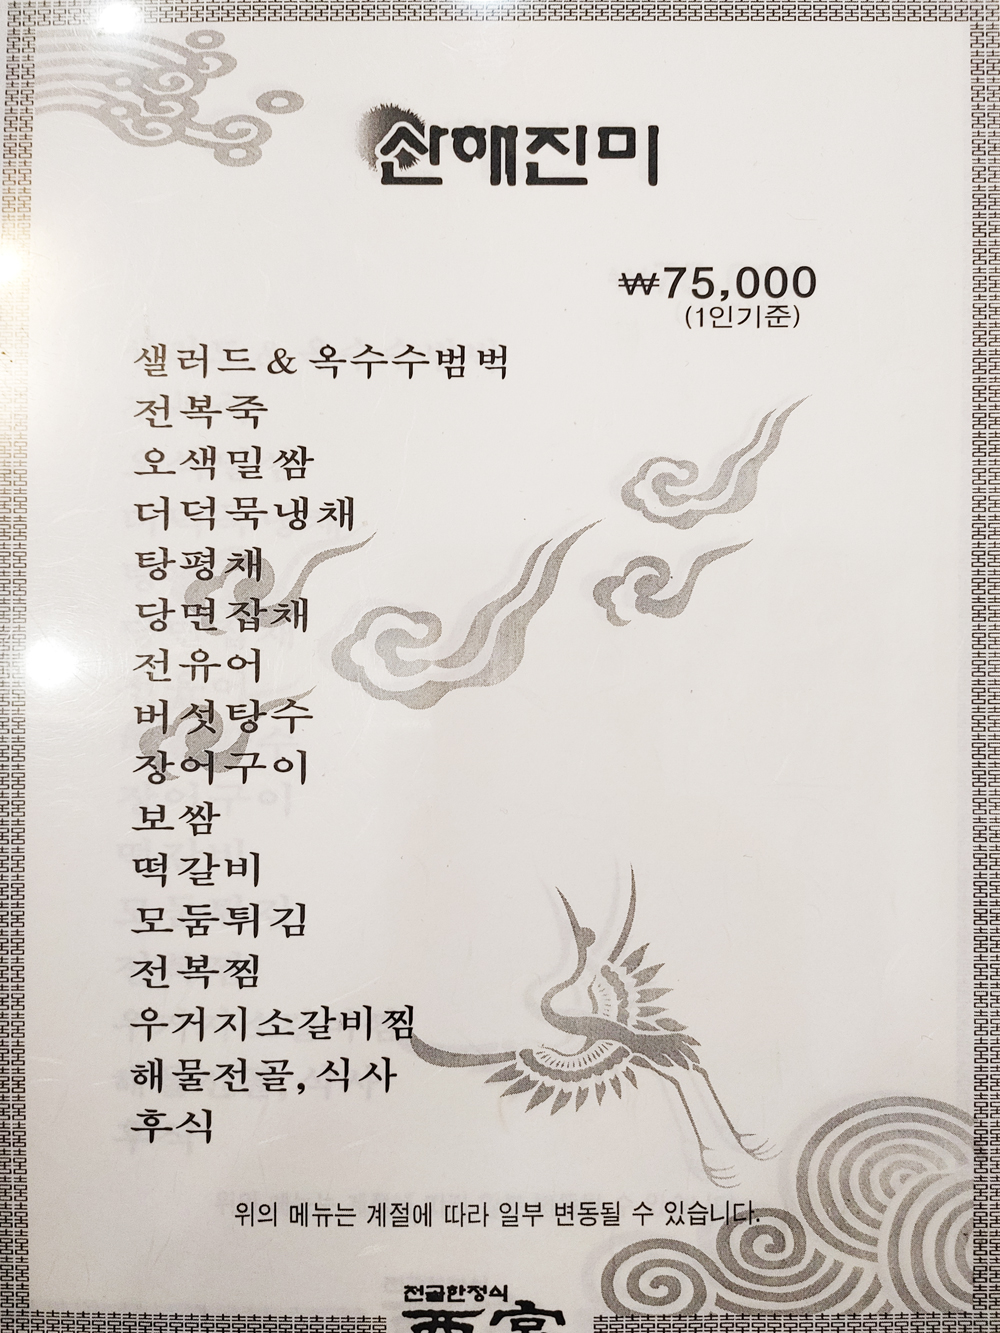 산해진미
₩75,000
(1인기준)
샐러드 & 옥수수범벅
전복죽
오색밀쌈
더덕묵냉채
탕평채
당면잡채
전유어
버섯탕수
장어구이
보쌈
떡갈비
모둠튀김
전복찜
우거지소갈비찜
해물전골, 식사
후식
위의 메뉴는 계절에 따라 일부 변동될 수 있습니다.
전골한정식